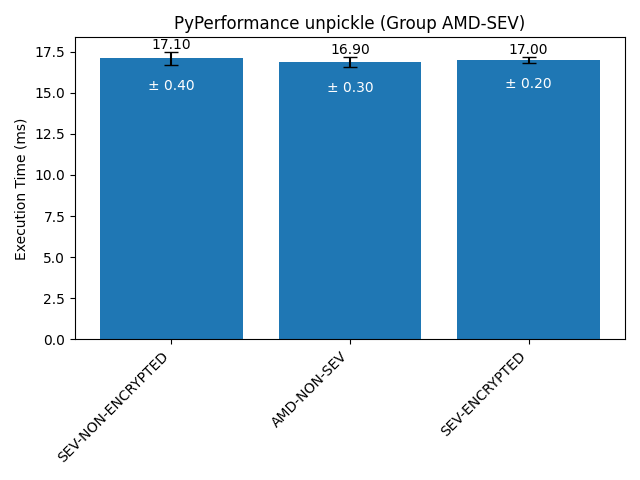 PyPerformance unpickle (Group AMD-SEV)
17.10
16.90
17.00
± 0.40
± 0.30
± 0.20
Execution Time (ms)
17.5
15.0
12.5
10.0
7.5
5.0
2.5
0.0
SEV-NON-ENCRYPTED
AMD-NON-SEV
SEV-ENCRYPTED